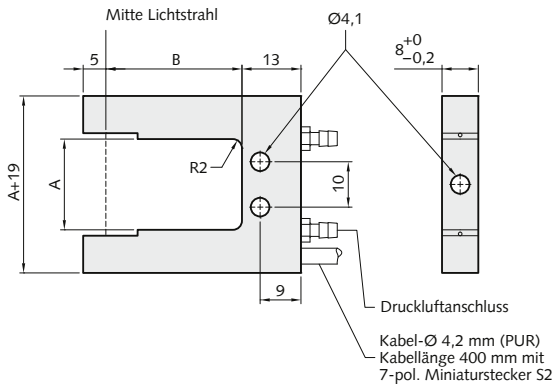 Mitte Lichtstrahl
Ø4,1
8+0 −0,2
5
B
13
A+19
A
R2
10
9
Druckluftanschluss
Kabel-Ø 4,2 mm (PUR)
Kabellänge 400 mm mit
7-pol. Miniaturstecker S2